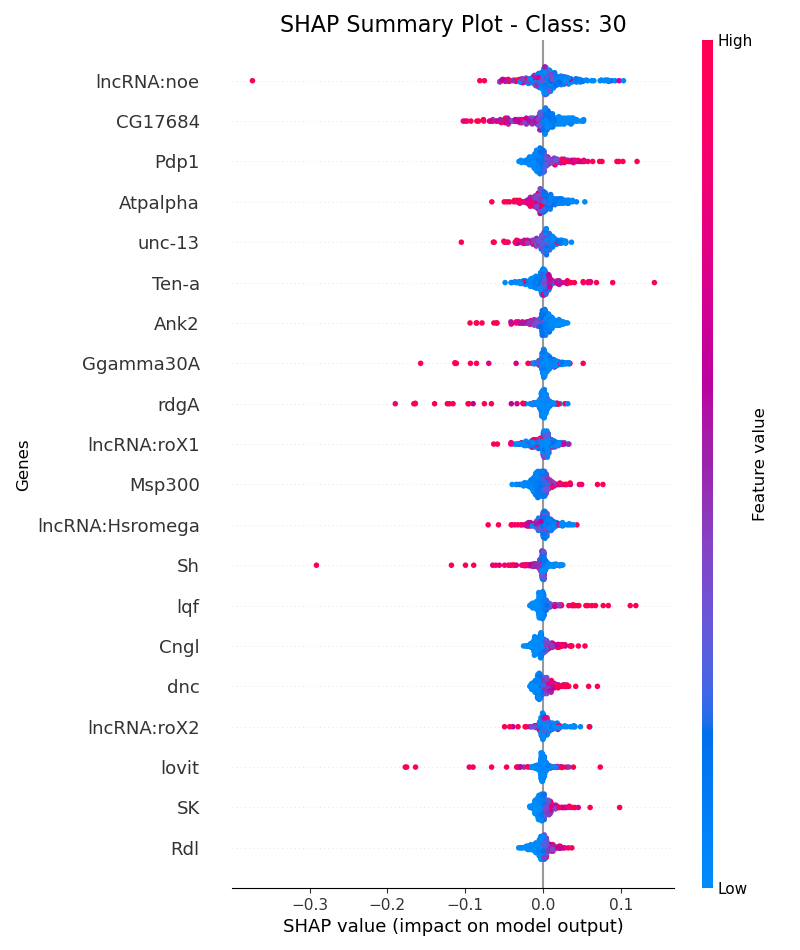 SHAP Summary Plot - Class: 30
High
lncRNA:noe
CG17684
Pdp1
Atpalpha
unc-13
Ten-a
Ank2
Ggamma30A
rdgA
lncRNA:roX1
Msp300
lncRNA:Hsromega
Sh
lqf
Cngl
dnc
lncRNA:roX2
lovit
SK
Rdl
Genes
Feature value
Low
−0.3 −0.2 −0.1 0.0 0.1
SHAP value (impact on model output)